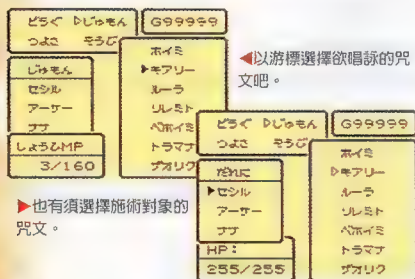 どうぐ ▷じゅもん
つよさ そうび
G99999
じゅもん
セシル
アーサー
ナナ
しょうひMP
3/160
ホイミ
▶キアリー
ルーラ
リレミト
ベホイミ
トラマナ
ザオリク
◀以游標選擇欲唱詠的咒
文吧。
▶也有須選擇施術對象的
咒文。
どうぐ ▷じゅもん
つよさ そうび
G99999
だれに
▶セシル
アーサー
ナナ
HP:
255/255
ホイミ
▷キアリー
ルーラ
リレミト
ベホイミ
トラマナ
ザオリク